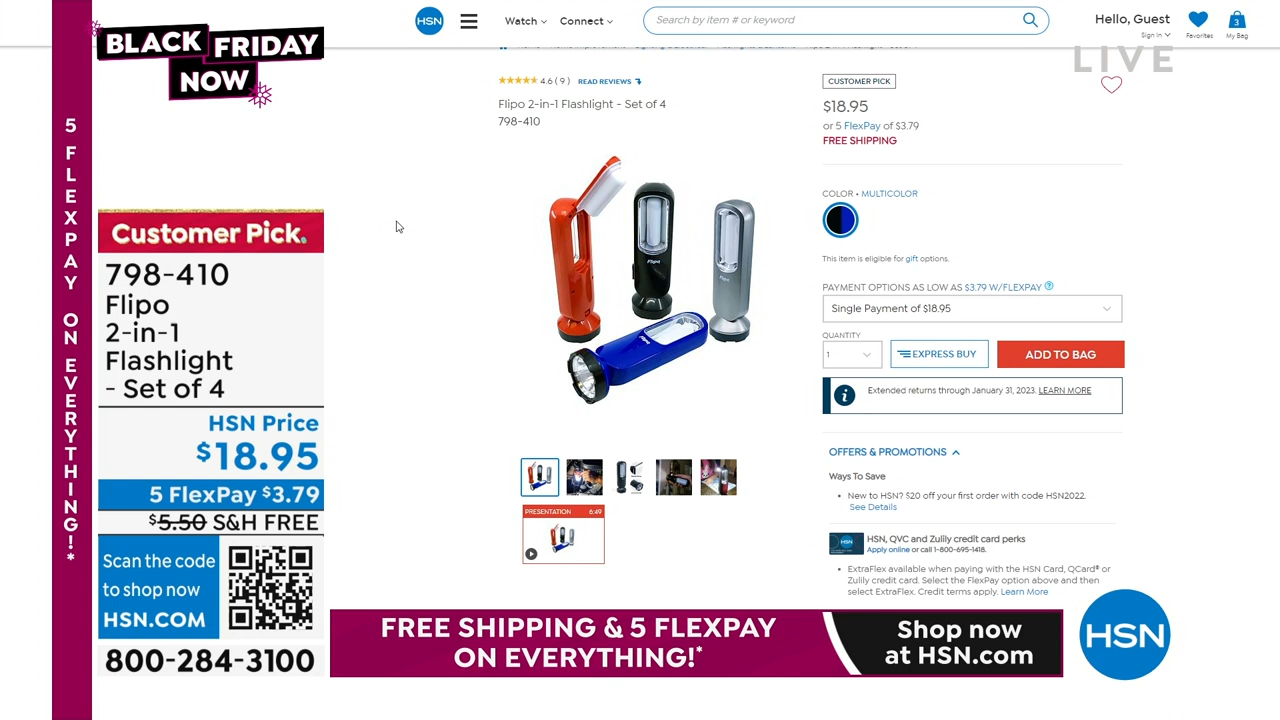 BLACK FRIDAY
NOW
5 FLEXPAY ON EVERYTHING!*
Customer Pick.
798-410
Flipo
2-in-1
Flashlight
- Set of 4
HSN Price
$18.95
5 FlexPay $3.79
$5.50 S&H FREE
Scan the code
to shop now
HSN.COM
800-284-3100
HSN
Watch
Connect
Search by item # or keyword
Hello, Guest
Sign in
Favorites
3
My Bag
LIVE
4.6 ( 9 ) READ REVIEWS
Flipo 2-in-1 Flashlight - Set of 4
798-410
Flipo
Flipo
Flipo
PRESENTATION 6:49
CUSTOMER PICK
$18.95
or 5 FlexPay of $3.79
FREE SHIPPING
COLOR • MULTICOLOR
This item is eligible for gift options.
PAYMENT OPTIONS AS LOW AS $3.79 W/FLEXPAY ?
Single Payment of $18.95
QUANTITY
1
EXPRESS BUY
ADD TO BAG
i
Extended returns through January 31, 2023. LEARN MORE
OFFERS & PROMOTIONS
Ways To Save
• New to HSN? $20 off your first order with code HSN2022.
See Details
HSN
HSN, QVC and Zulily credit card perks
Apply online or call 1-800-695-1418.
• ExtraFlex available when paying with the HSN Card, QCard® or
Zulily credit card. Select the FlexPay option above and then
select ExtraFlex. Credit terms apply. Learn More
FREE SHIPPING & 5 FLEXPAY
ON EVERYTHING!*
Shop now
at HSN.com
HSN